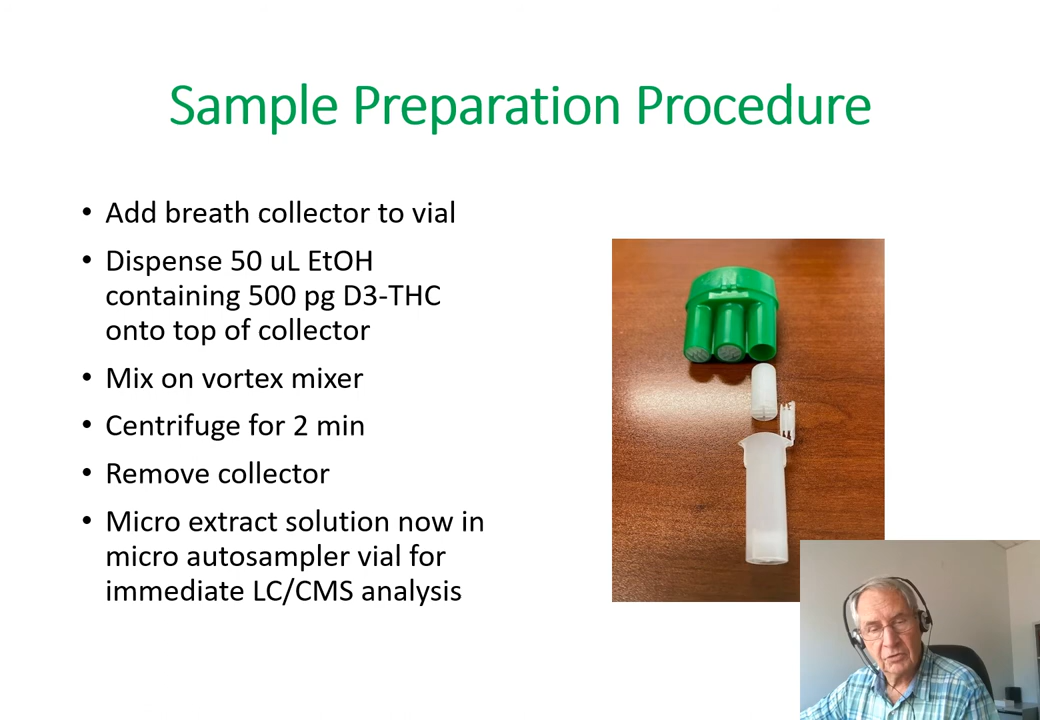 Sample Preparation Procedure
• Add breath collector to vial
• Dispense 50 uL EtOH
containing 500 pg D3-THC
onto top of collector
• Mix on vortex mixer
• Centrifuge for 2 min
• Remove collector
• Micro extract solution now in
micro autosampler vial for
immediate LC/CMS analysis